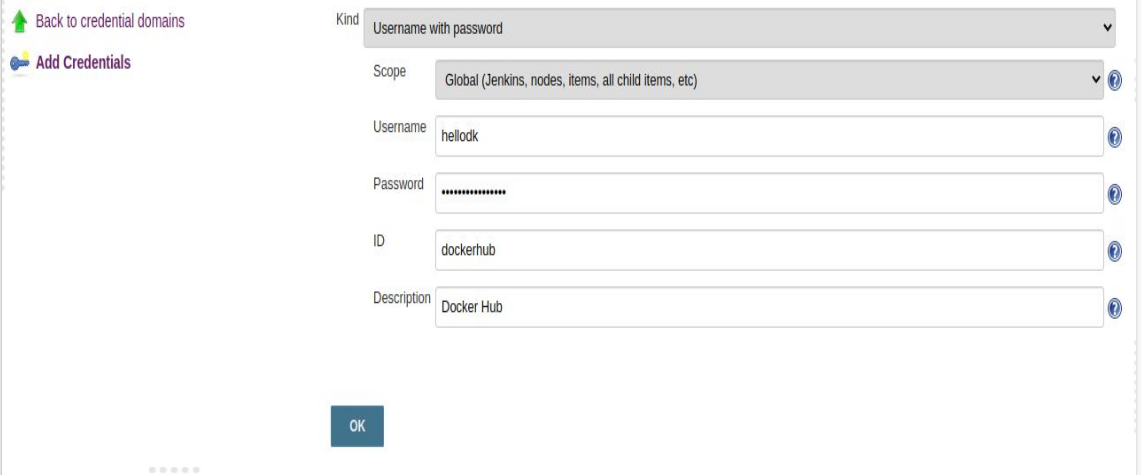 Back to credential domains
Add Credentials
Kind Username with password
Scope Global (Jenkins, nodes, items, all child items, etc)
Username hellodk
Password ••••••••••••••••
ID dockerhub
Description Docker Hub
OK